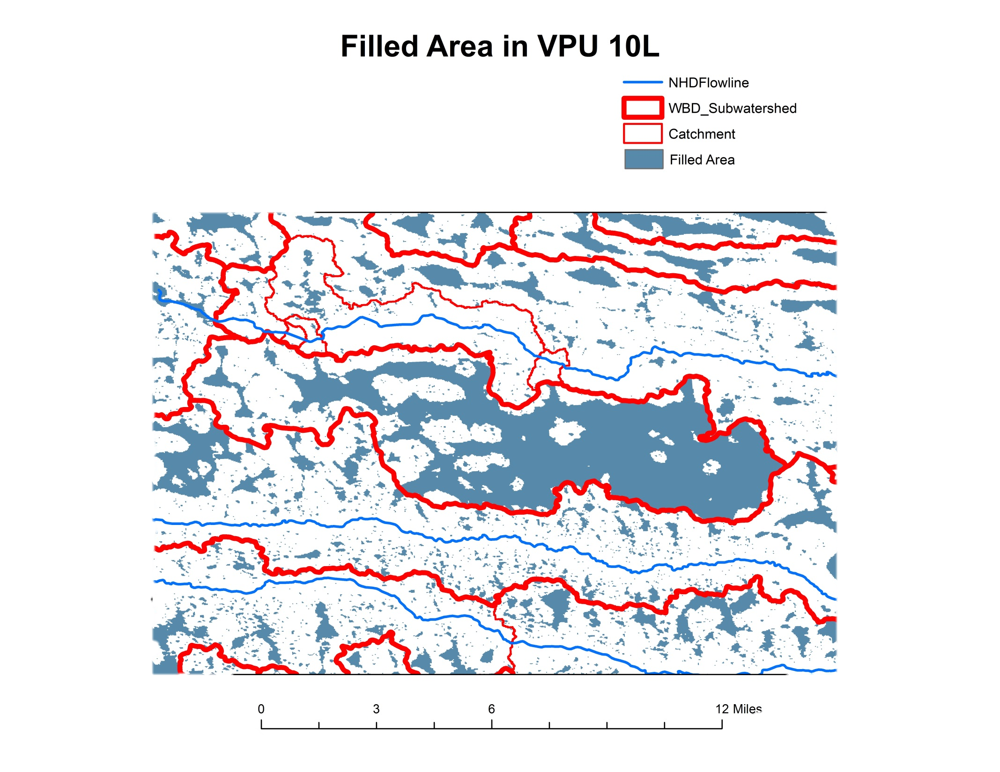 Filled Area in VPU 10L
NHDFlowline
WBD_Subwatershed
Catchment
Filled Area
0 3 6 12 Miles